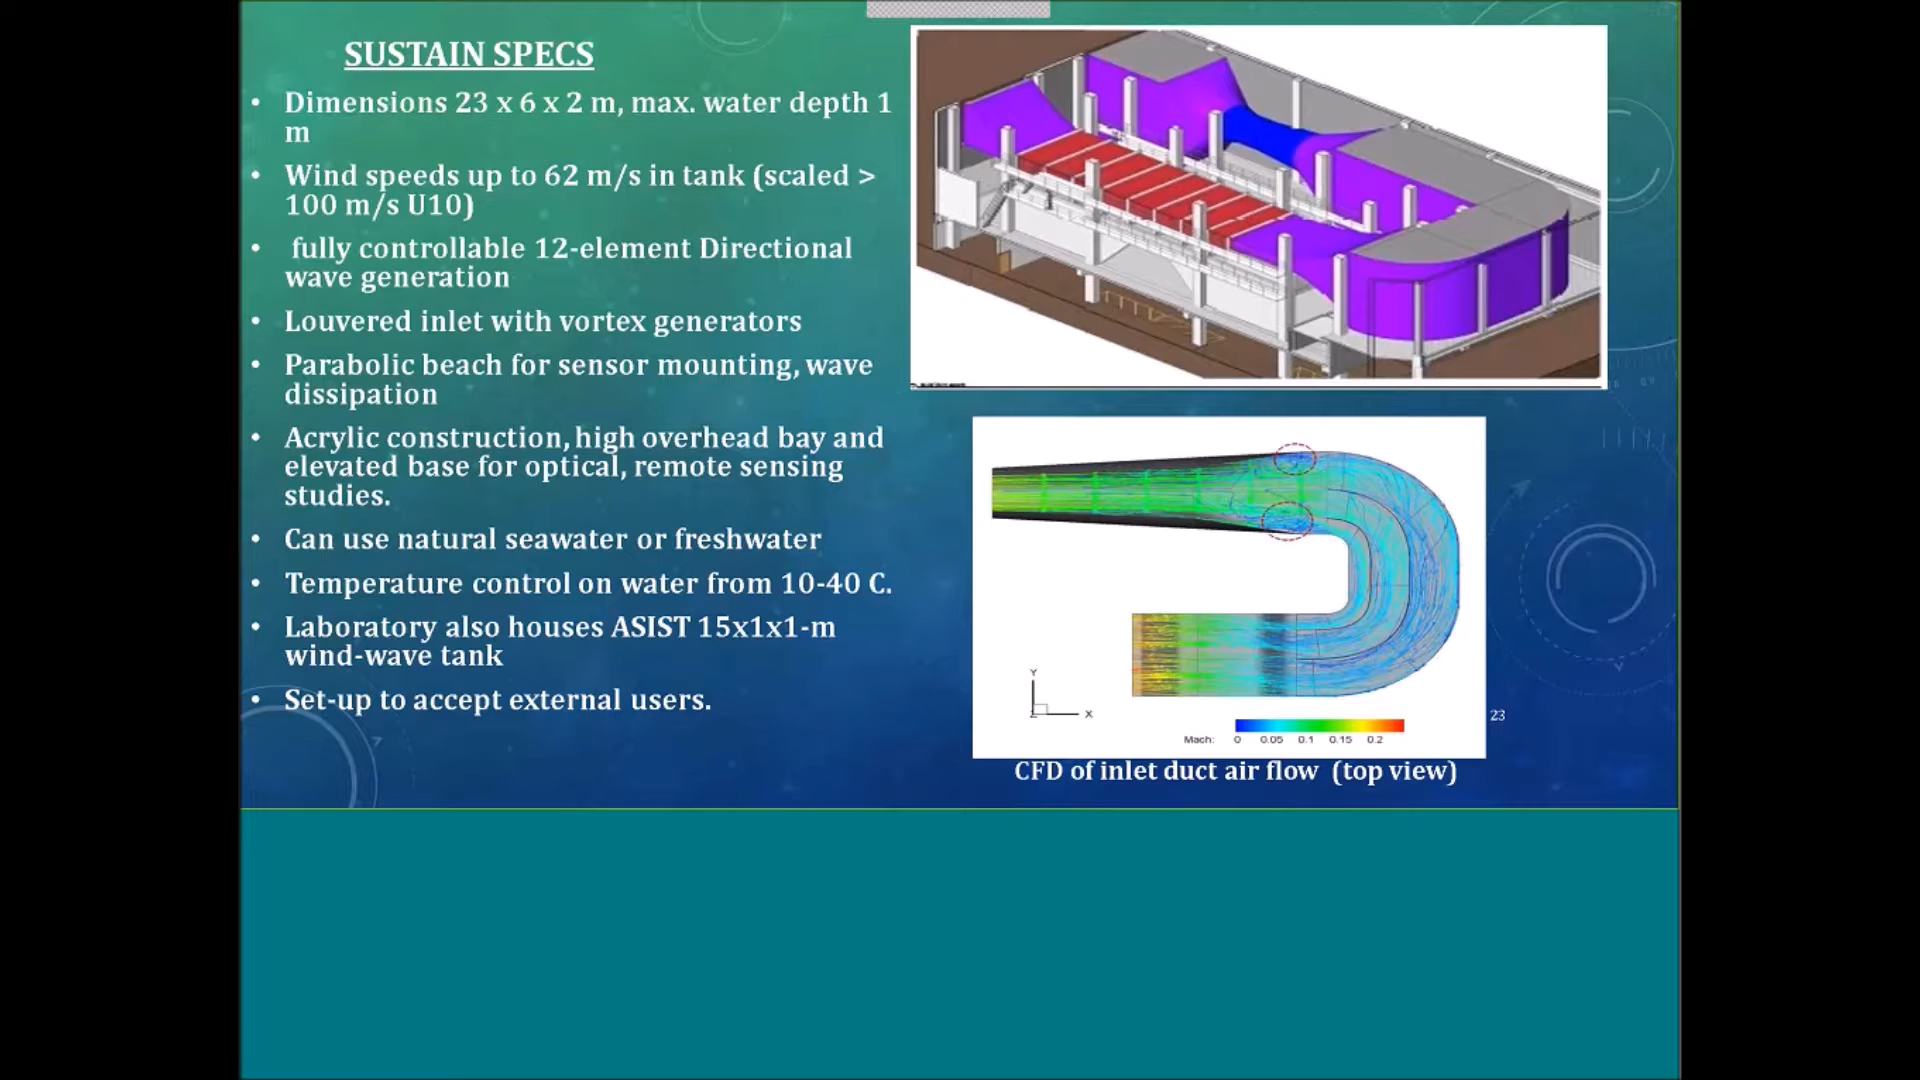 SUSTAIN SPECS
• Dimensions 23 x 6 x 2 m, max. water depth 1
m
• Wind speeds up to 62 m/s in tank (scaled >
100 m/s U10)
• fully controllable 12-element Directional
wave generation
• Louvered inlet with vortex generators
• Parabolic beach for sensor mounting, wave
dissipation
• Acrylic construction, high overhead bay and
elevated base for optical, remote sensing
studies.
• Can use natural seawater or freshwater
• Temperature control on water from 10-40 C.
• Laboratory also houses ASIST 15x1x1-m
wind-wave tank
• Set-up to accept external users.
Y
Z X
Mach: 0 0.05 0.1 0.15 0.2
23
CFD of inlet duct air flow (top view)